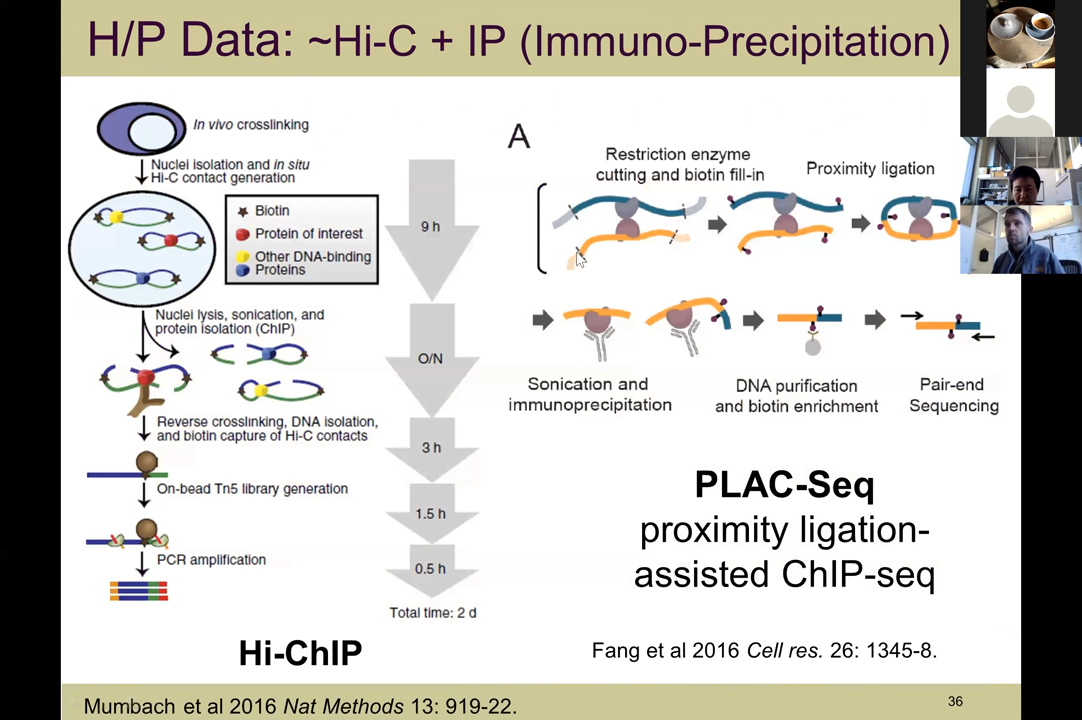 H/P Data: ~Hi-C + IP (Immuno-Precipitation)
In vivo crosslinking
Nuclei isolation and in situ
Hi-C contact generation
Biotin
Protein of interest
Other DNA-binding
Proteins
Nuclei lysis, sonication, and
protein isolation (ChIP)
Reverse crosslinking, DNA isolation,
and biotin capture of Hi-C contacts
On-bead Tn5 library generation
PCR amplification
9 h
O/N
3 h
1.5 h
0.5 h
Total time: 2 d
Hi-ChIP
A
Restriction enzyme
cutting and biotin fill-in
Proximity ligation
Sonication and
immunoprecipitation
DNA purification
and biotin enrichment
Pair-end
Sequencing
PLAC-Seq
proximity ligation-
assisted ChIP-seq
Fang et al 2016 Cell res. 26: 1345-8.
Mumbach et al 2016 Nat Methods 13: 919-22.
36